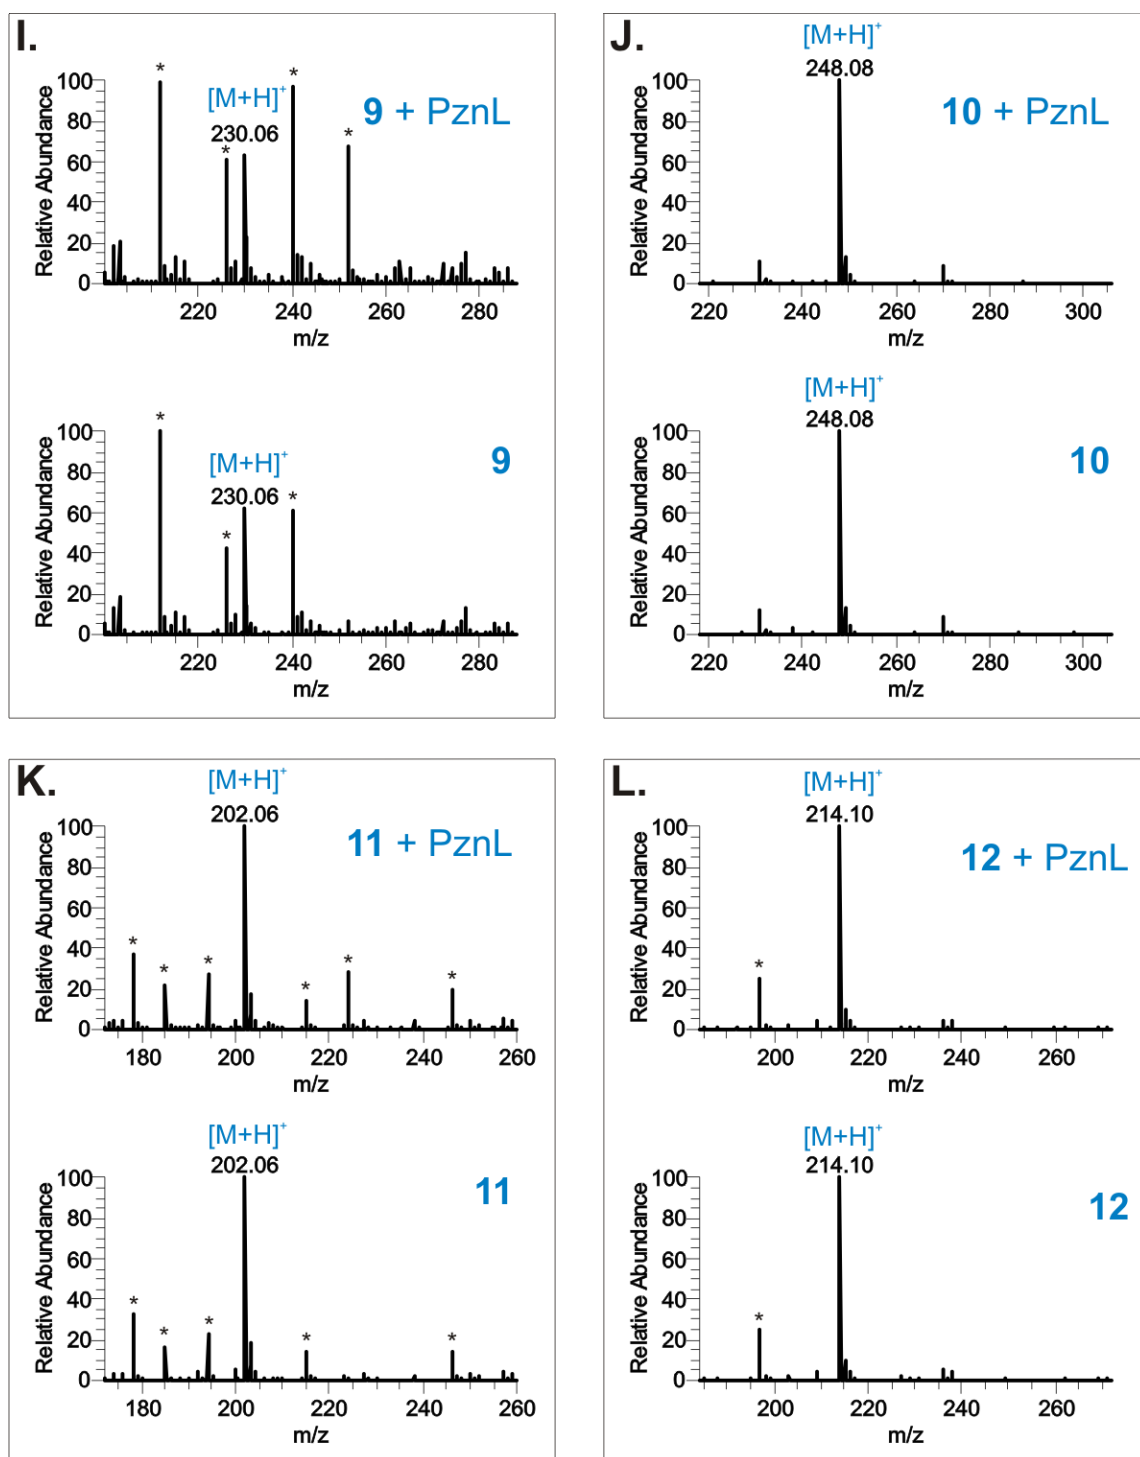 I.
[M+H]⁺
230.06
9 + PznL
* * * *
Relative Abundance
100
80
60
40
20
0
220 240 260 280
m/z
[M+H]⁺
230.06
9
* * *
Relative Abundance
100
80
60
40
20
0
220 240 260 280
m/z
J.
[M+H]⁺
248.08
10 + PznL
Relative Abundance
100
80
60
40
20
0
220 240 260 280 300
m/z
[M+H]⁺
248.08
10
Relative Abundance
100
80
60
40
20
0
220 240 260 280 300
m/z
K.
[M+H]⁺
202.06
11 + PznL
* * * * * *
Relative Abundance
100
80
60
40
20
0
180 200 220 240 260
m/z
[M+H]⁺
202.06
11
* * * * *
Relative Abundance
100
80
60
40
20
0
180 200 220 240 260
m/z
L.
[M+H]⁺
214.10
12 + PznL
*
Relative Abundance
100
80
60
40
20
0
200 220 240 260
m/z
[M+H]⁺
214.10
12
*
Relative Abundance
100
80
60
40
20
0
200 220 240 260
m/z